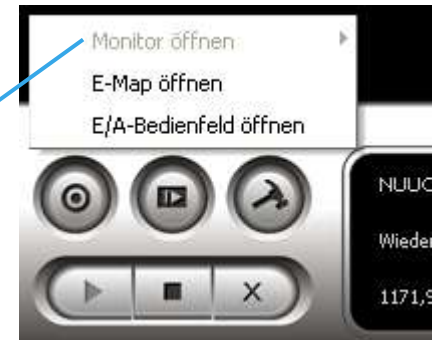 Monitor öffnen
E-Map öffnen
E/A-Bedienfeld öffnen
NUUO
Wieder
1171,9